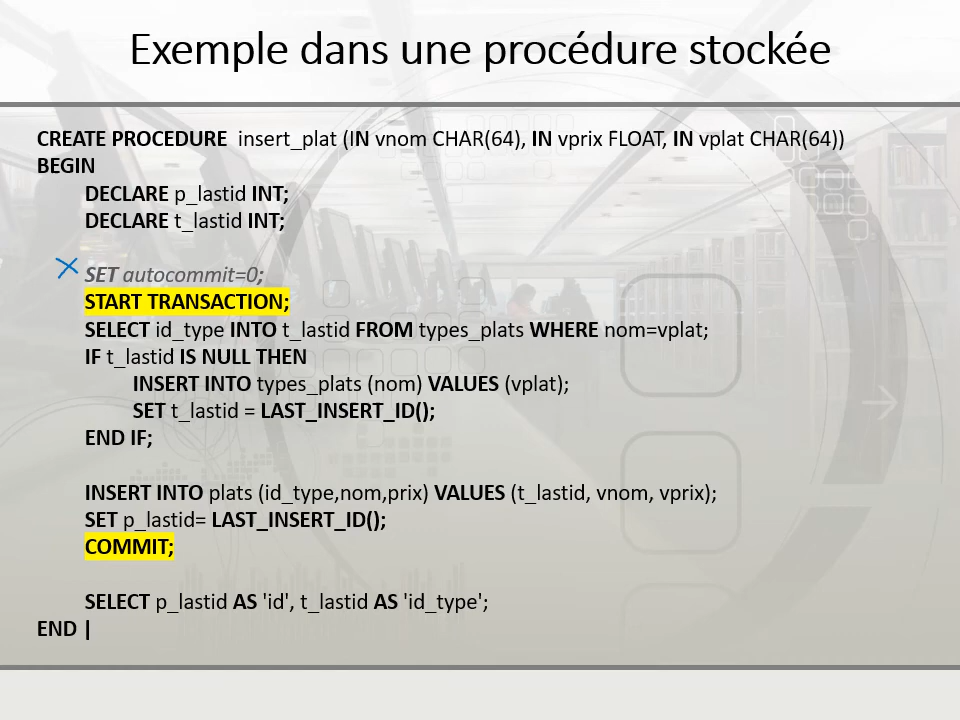 Exemple dans une procédure stockée
CREATE PROCEDURE insert_plat (IN vnom CHAR(64), IN vprix FLOAT, IN vplat CHAR(64))
BEGIN
DECLARE p_lastid INT;
DECLARE t_lastid INT;
SET autocommit=0;
START TRANSACTION;
SELECT id_type INTO t_lastid FROM types_plats WHERE nom=vplat;
IF t_lastid IS NULL THEN
INSERT INTO types_plats (nom) VALUES (vplat);
SET t_lastid = LAST_INSERT_ID();
END IF;
INSERT INTO plats (id_type,nom,prix) VALUES (t_lastid, vnom, vprix);
SET p_lastid= LAST_INSERT_ID();
COMMIT;
SELECT p_lastid AS 'id', t_lastid AS 'id_type';
END |